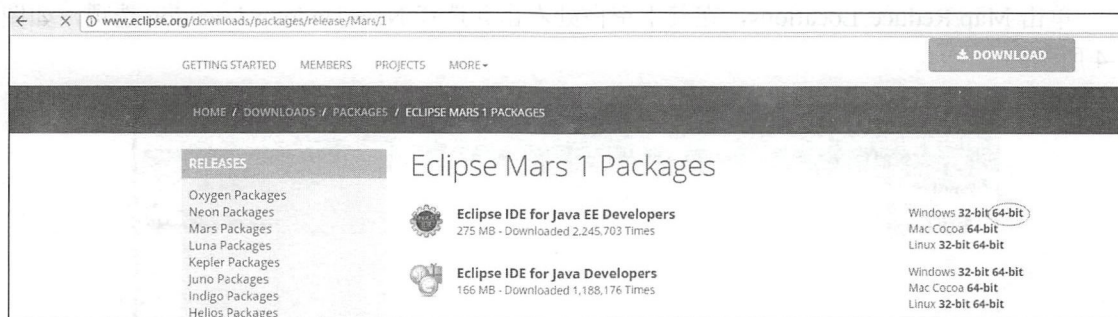 www.eclipse.org/downloads/packages/release/Mars/1
GETTING STARTED MEMBERS PROJECTS MORE
DOWNLOAD
HOME / DOWNLOADS / PACKAGES / ECLIPSE MARS 1 PACKAGES
RELEASES
Oxygen Packages
Neon Packages
Mars Packages
Luna Packages
Kepler Packages
Juno Packages
Indigo Packages
Helios Packages
Eclipse Mars 1 Packages
Eclipse IDE for Java EE Developers
275 MB - Downloaded 2,245,703 Times
Windows 32-bit 64-bit
Mac Cocoa 64-bit
Linux 32-bit 64-bit
Eclipse IDE for Java Developers
166 MB - Downloaded 1,188,176 Times
Windows 32-bit 64-bit
Mac Cocoa 64-bit
Linux 32-bit 64-bit